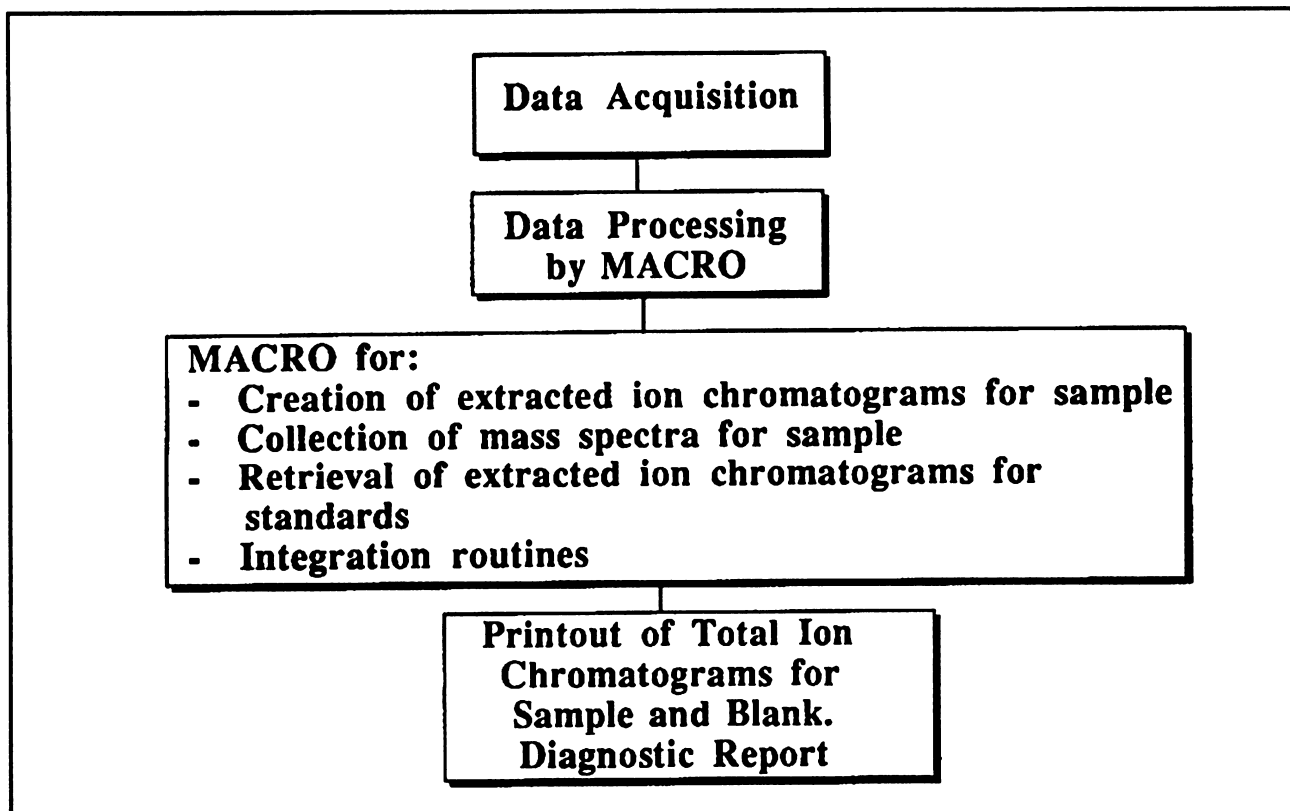 Data Acquisition
Data Processing
by MACRO
MACRO for:
- Creation of extracted ion chromatograms for sample
- Collection of mass spectra for sample
- Retrieval of extracted ion chromatograms for
standards
- Integration routines
Printout of Total Ion
Chromatograms for
Sample and Blank.
Diagnostic Report